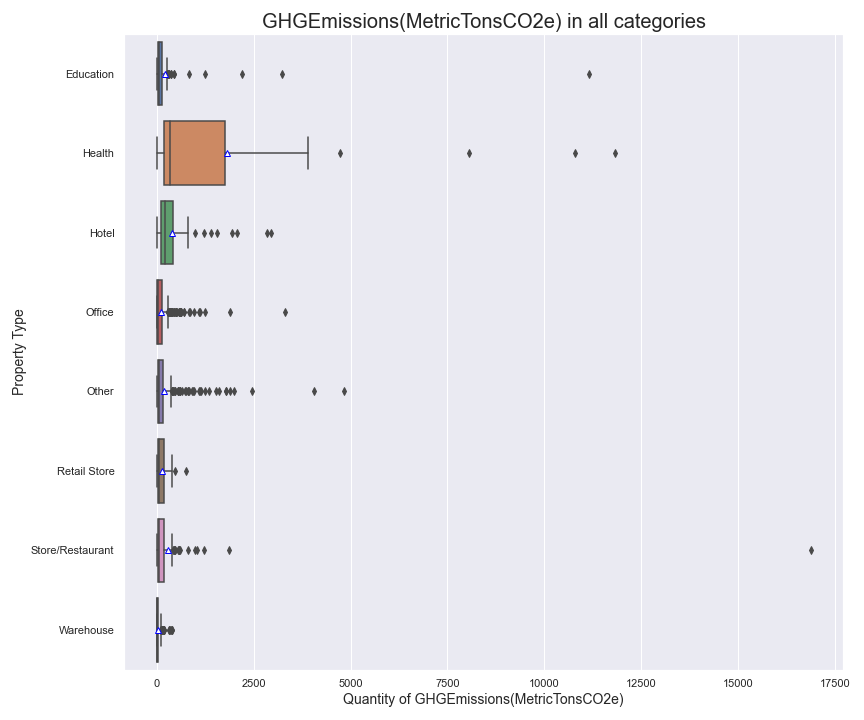 GHGEmissions(MetricTonsCO2e) in all categories
Property Type
Education
Health
Hotel
Office
Other
Retail Store
Store/Restaurant
Warehouse
0 2500 5000 7500 10000 12500 15000 17500
Quantity of GHGEmissions(MetricTonsCO2e)